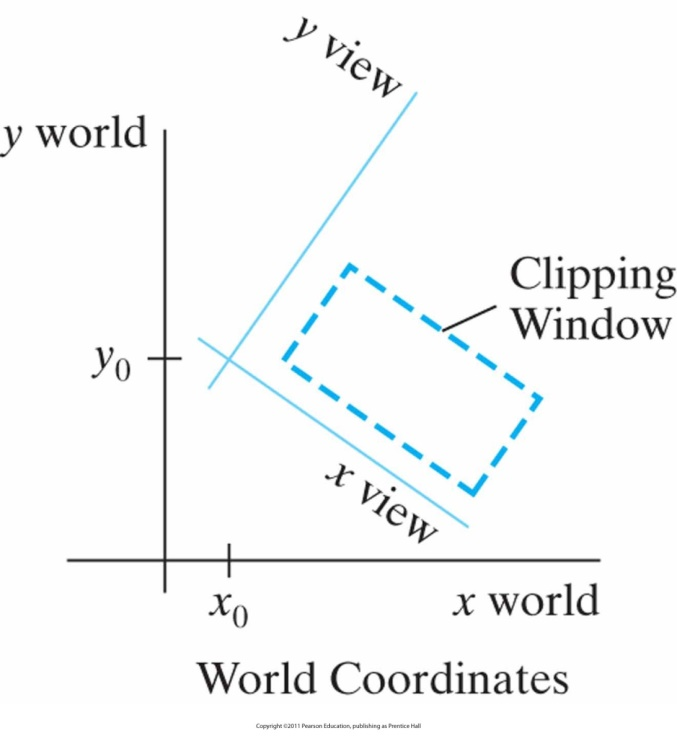 y view
y world
Clipping
Window
y0
x view
x0
x world
World Coordinates
Copyright ©2011 Pearson Education, publishing as Prentice Hall